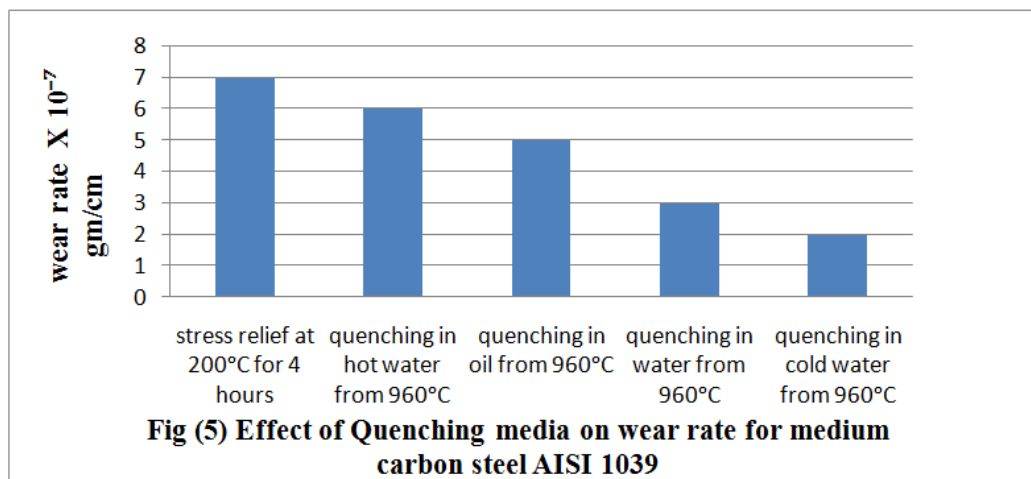 8
7
6
5
4
3
2
1
0
wear rate X 10⁻⁷
gm/cm
stress relief at
200°C for 4
hours
quenching in
hot water
from 960°C
quenching in
oil from 960°C
quenching in
water from
960°C
quenching in
cold water
from 960°C
Fig (5) Effect of Quenching media on wear rate for medium
carbon steel AISI 1039